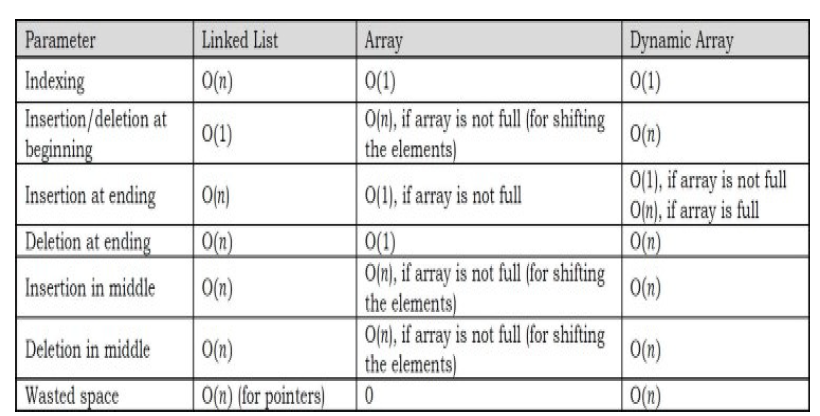 Parameter Linked List Array Dynamic Array
Indexing O(n) O(1) O(1)
Insertion/deletion at beginning O(1) O(n), if array is not full (for shifting the elements) O(n)
Insertion at ending O(n) O(1), if array is not full O(1), if array is not full O(n), if array is full
Deletion at ending O(n) O(1) O(n)
Insertion in middle O(n) O(n), if array is not full (for shifting the elements) O(n)
Deletion in middle O(n) O(n), if array is not full (for shifting the elements) O(n)
Wasted space O(n) (for pointers) 0 O(n)